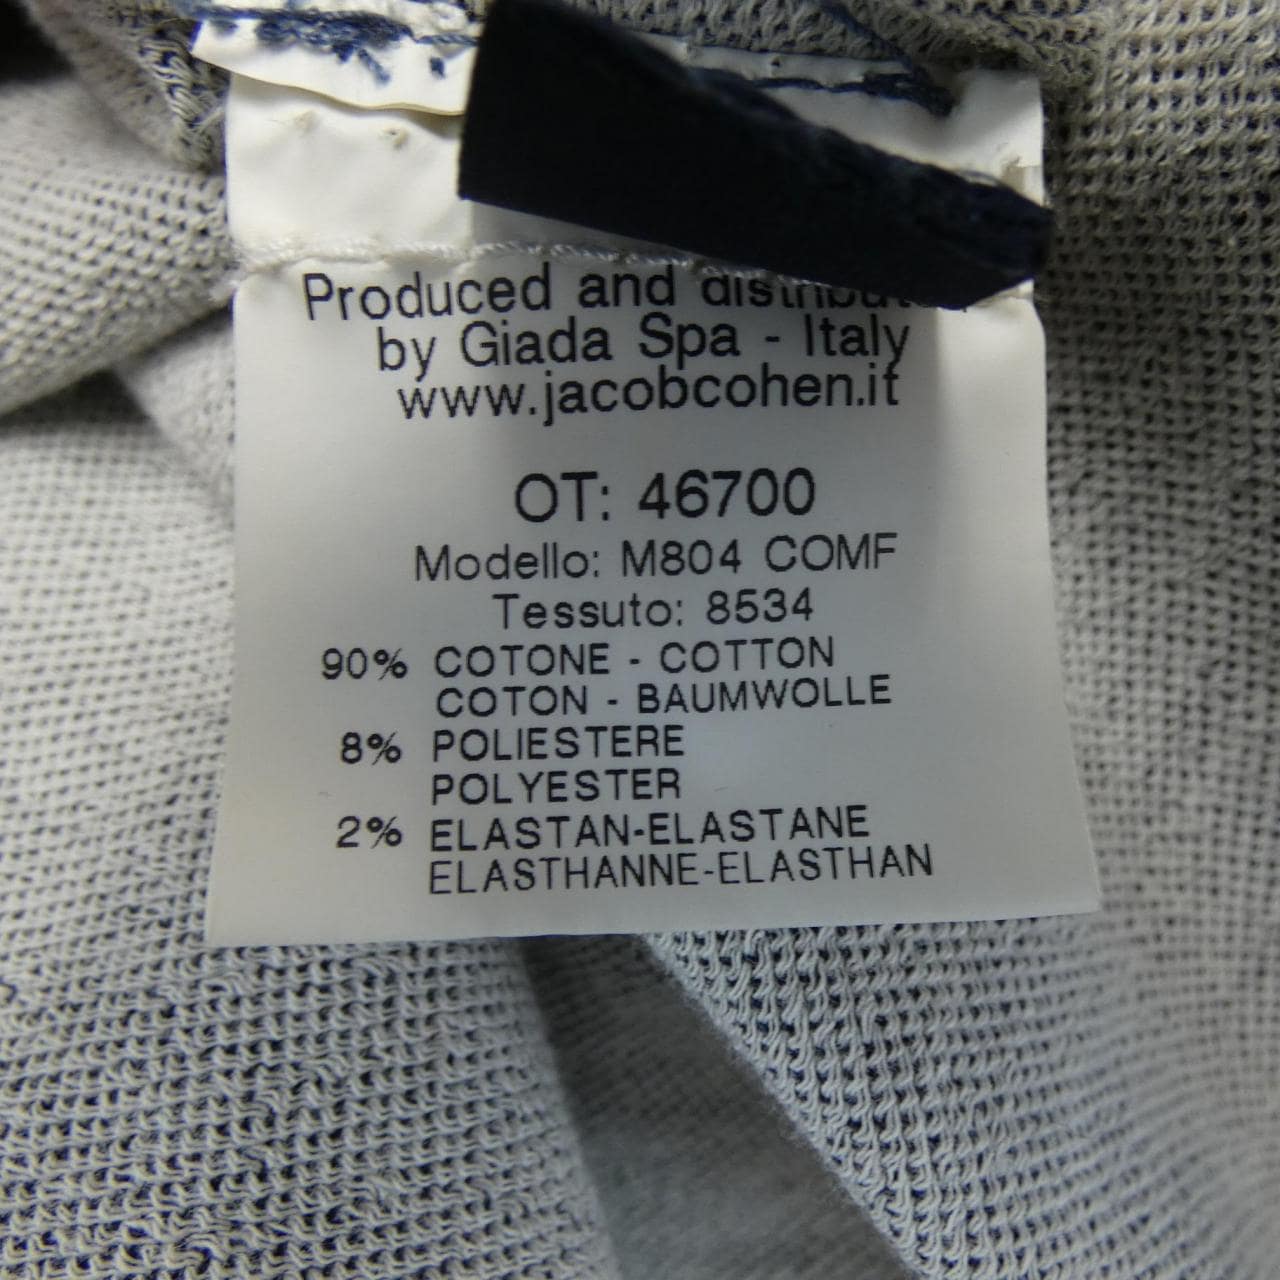 Produced and distributed
by Giada Spa - Italy
www.jacobcohen.it
OT: 46700
Modello: M804 COMF
Tessuto: 8534
90% COTONE - COTTON
COTON - BAUMWOLLE
8% POLIESTERE
POLYESTER
2% ELASTAN-ELASTANE
ELASTHANNE-ELASTHAN